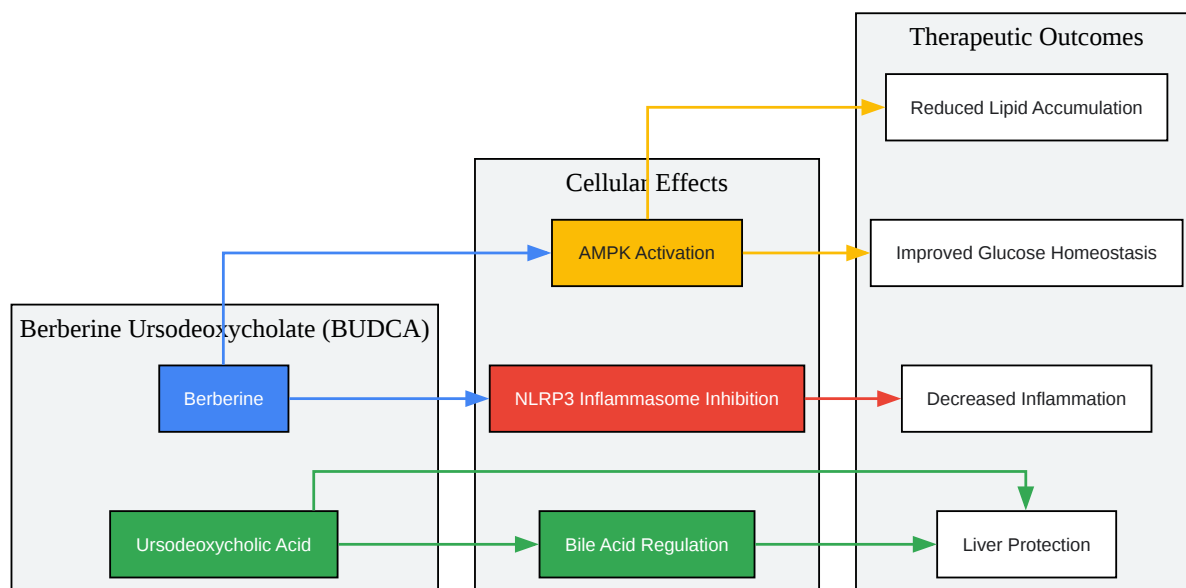 Therapeutic Outcomes
Reduced Lipid Accumulation
Cellular Effects
AMPK Activation
Improved Glucose Homeostasis
Berberine Ursodeoxycholate (BUDCA)
Berberine
NLRP3 Inflammasome Inhibition
Decreased Inflammation
Ursodeoxycholic Acid
Bile Acid Regulation
Liver Protection